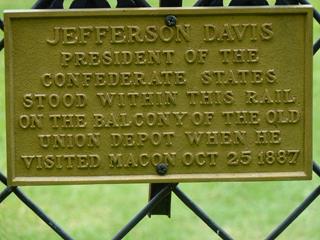 JEFFERSON DAVIS
PRESIDENT OF THE
CONFEDERATE STATES
STOOD WITHIN THIS RAIL
ON THE BALCONY OF THE OLD
UNION DEPOT WHEN HE
VISITED MACON OCT 25 1887